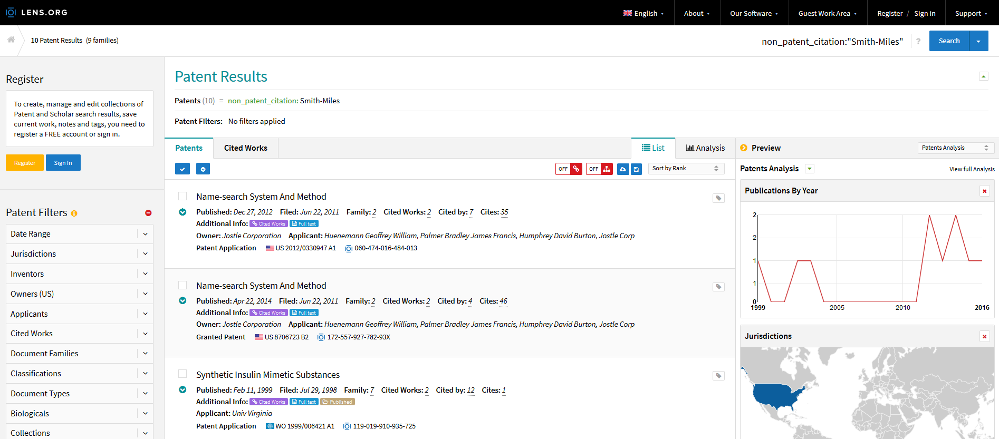 LENS.ORG
English
About
Our Software
Guest Work Area
Register / Sign in
Support
10 Patent Results (9 families)
non_patent_citation:"Smith-Miles"
?
Search
Register
To create, manage and edit collections of
Patent and Scholar search results, save
current work, notes and tags, you need to
register a FREE account or sign in.
Register
Sign In
Patent Filters
Date Range
Jurisdictions
Inventors
Owners (US)
Applicants
Cited Works
Document Families
Classifications
Document Types
Biologicals
Collections
Patent Results
Patents (10) = non_patent_citation: Smith-Miles
Patent Filters: No filters applied
Patents
Cited Works
List
Analysis
OFF
OFF
Sort by Rank
Name-search System And Method
Published: Dec 27, 2012 Filed: Jun 22, 2011 Family: 2 Cited Works: 2 Cited by: 7 Cites: 35
Additional Info: Cited Works Full text
Owner: Jostle Corporation Applicant: Huenemann Geoffrey William, Palmer Bradley James Francis, Humphrey David Burton, Jostle Corp
Patent Application US 2012/0330947 A1 060-474-016-484-013
Name-search System And Method
Published: Apr 22, 2014 Filed: Jun 22, 2011 Family: 2 Cited Works: 2 Cited by: 4 Cites: 46
Additional Info: Cited Works Full text
Owner: Jostle Corporation Applicant: Huenemann Geoffrey William, Palmer Bradley James Francis, Humphrey David Burton, Jostle Corp
Granted Patent US 8706723 B2 172-557-927-782-93X
Synthetic Insulin Mimetic Substances
Published: Feb 11, 1999 Filed: Jul 29, 1998 Family: 7 Cited Works: 2 Cited by: 12 Cites: 1
Additional Info: Cited Works Full text Published
Applicant: Univ Virginia
Patent Application WO 1999/006421 A1 119-019-910-935-725
Preview
Patents Analysis
Patents Analysis
View full Analysis
Publications By Year
2
2
1
1
0
1999
2005
2010
2016
Jurisdictions